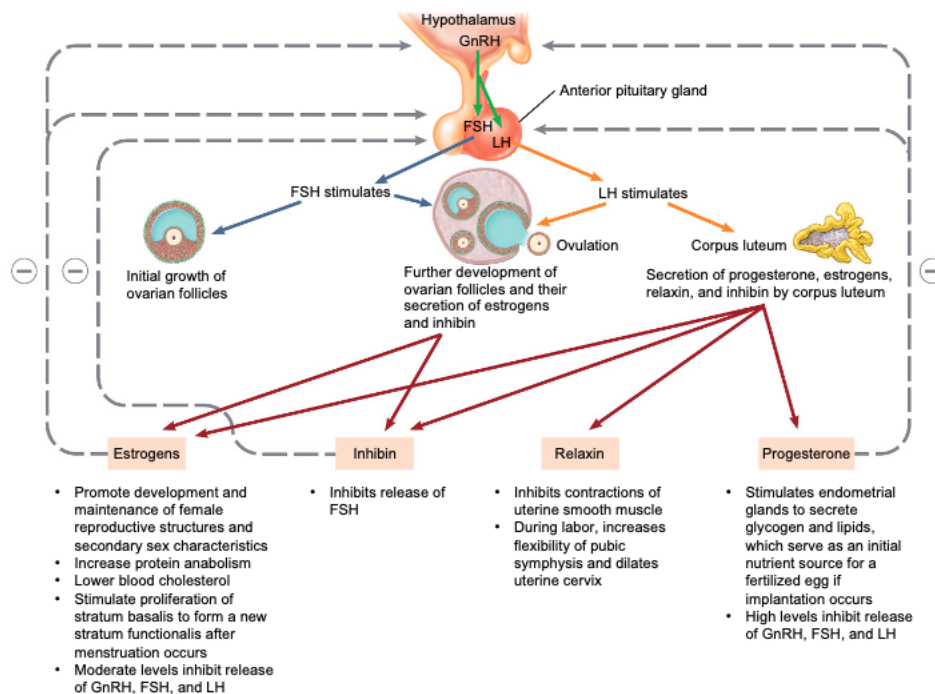 Hypothalamus
GnRH
Anterior pituitary gland
FSH
LH
FSH stimulates
LH stimulates
Ovulation
Corpus luteum
Initial growth of
ovarian follicles
Further development of
ovarian follicles and their
secretion of estrogens
and inhibin
Secretion of progesterone, estrogens,
relaxin, and inhibin by corpus luteum
Estrogens
• Promote development and
maintenance of female
reproductive structures and
secondary sex characteristics
• Increase protein anabolism
• Lower blood cholesterol
• Stimulate proliferation of
stratum basalis to form a new
stratum functionalis after
menstruation occurs
• Moderate levels inhibit release
of GnRH, FSH, and LH
Inhibin
• Inhibits release of
FSH
Relaxin
• Inhibits contractions of
uterine smooth muscle
• During labor, increases
flexibility of pubic
symphysis and dilates
uterine cervix
Progesterone
• Stimulates endometrial
glands to secrete
glycogen and lipids,
which serve as an initial
nutrient source for a
fertilized egg if
implantation occurs
• High levels inhibit release
of GnRH, FSH, and LH